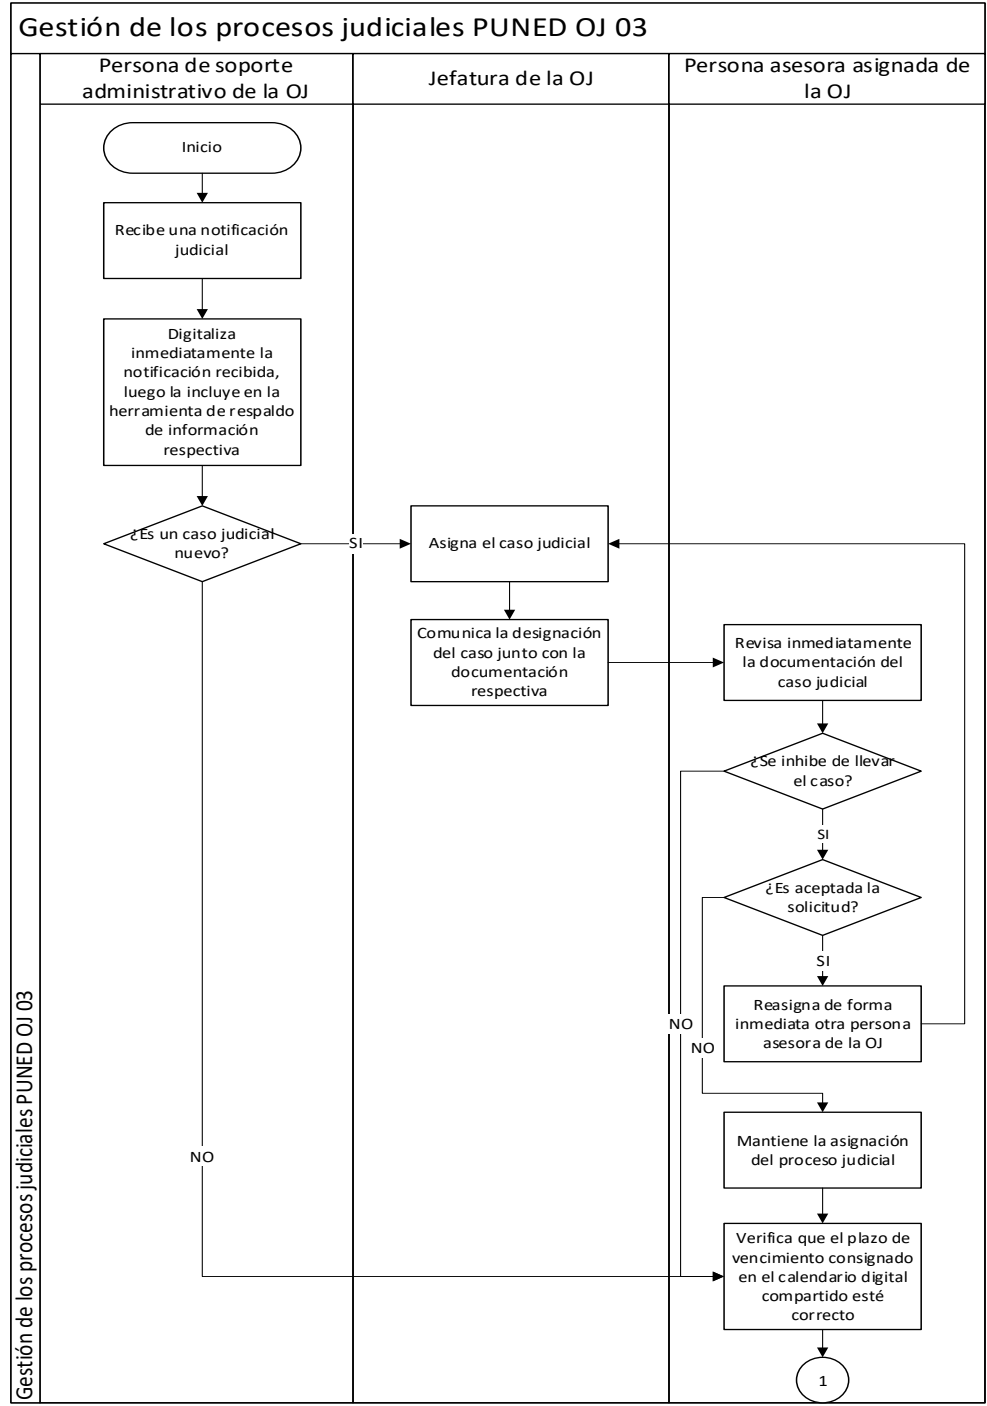 Gestión de los procesos judiciales PUNED OJ 03
Persona de soporte
administrativo de la OJ
Jefatura de la OJ
Persona asesora asignada de
la OJ
Inicio
Recibe una notificación
judicial
Digitaliza
inmediatamente la
notificación recibida,
luego la incluye en la
herramienta de respaldo
de información
respectiva
¿Es un caso judicial
nuevo?
SI
Asigna el caso judicial
Comunica la designación
del caso junto con la
documentación
respectiva
Revisa inmediatamente
la documentación del
caso judicial
¿Se inhibe de llevar
el caso?
SI
¿Es aceptada la
solicitud?
SI
Reasigna de forma
inmediata otra persona
asesora de la OJ
NO
NO
Mantiene la asignación
del proceso judicial
NO
Verifica que el plazo de
vencimiento consignado
en el calendario digital
compartido esté
correcto
1
Gestión de los procesos judiciales PUNED OJ 03